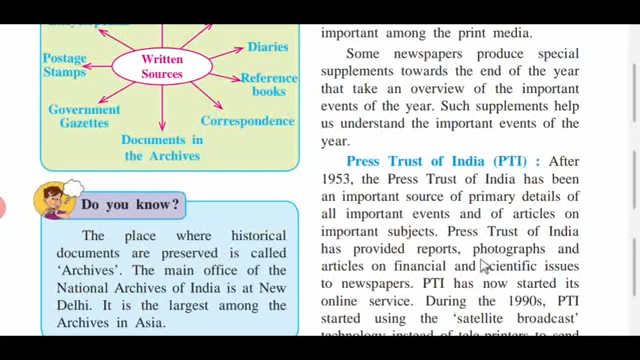 Postage
Stamps
Written
Sources
Diaries
Reference
books
Government
Gazettes
Correspondence
Documents in
the Archives
Do you know?
The place where historical
documents are preserved is called
‘Archives’. The main office of the
National Archives of India is at New
Delhi. It is the largest among the
Archives in Asia.
important among the print media.
Some newspapers produce special
supplements towards the end of the year
that take an overview of the important
events of the year. Such supplements help
us understand the important events of the
year.
Press Trust of India (PTI) : After
1953, the Press Trust of India has been
an important source of primary details of
all important events and of articles on
important subjects. Press Trust of India
has provided reports, photographs and
articles on financial and scientific issues
to newspapers. PTI has now started its
online service. During the 1990s, PTI
started using the ‘satellite broadcast’
technology instead of tele-printers to send